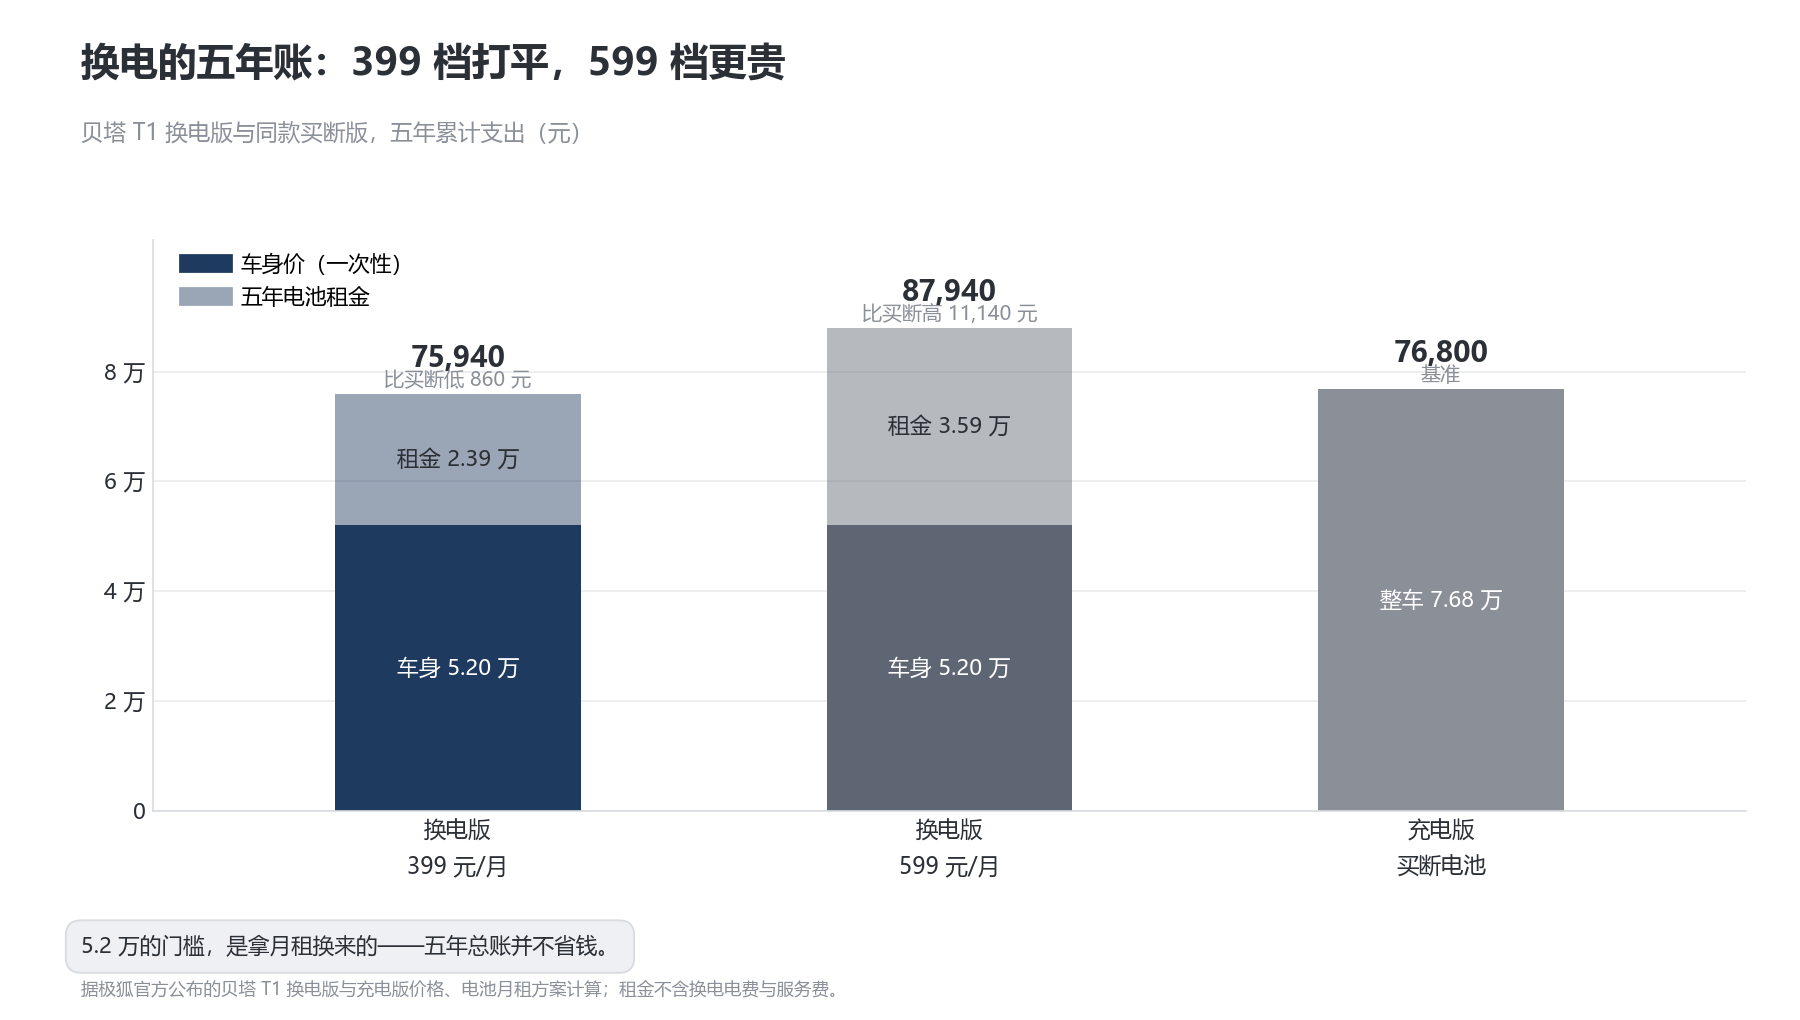 换电的五年账：399 档打平，599 档更贵
贝塔 T1 换电版与同款买断版，五年累计支出（元）
车身价（一次性）
五年电池租金
87,940
比买断高 11,140 元
75,940
比买断低 860 元
76,800
基准
8 万
6 万
4 万
2 万
0
租金 2.39 万
租金 3.59 万
整车 7.68 万
车身 5.20 万
车身 5.20 万
换电版
399 元/月
换电版
599 元/月
充电版
买断电池
5.2 万的门槛，是拿月租换来的——五年总账并不省钱。
据极狐官方公布的贝塔 T1 换电版与充电版价格、电池月租方案计算；租金不含换电电费与服务费。